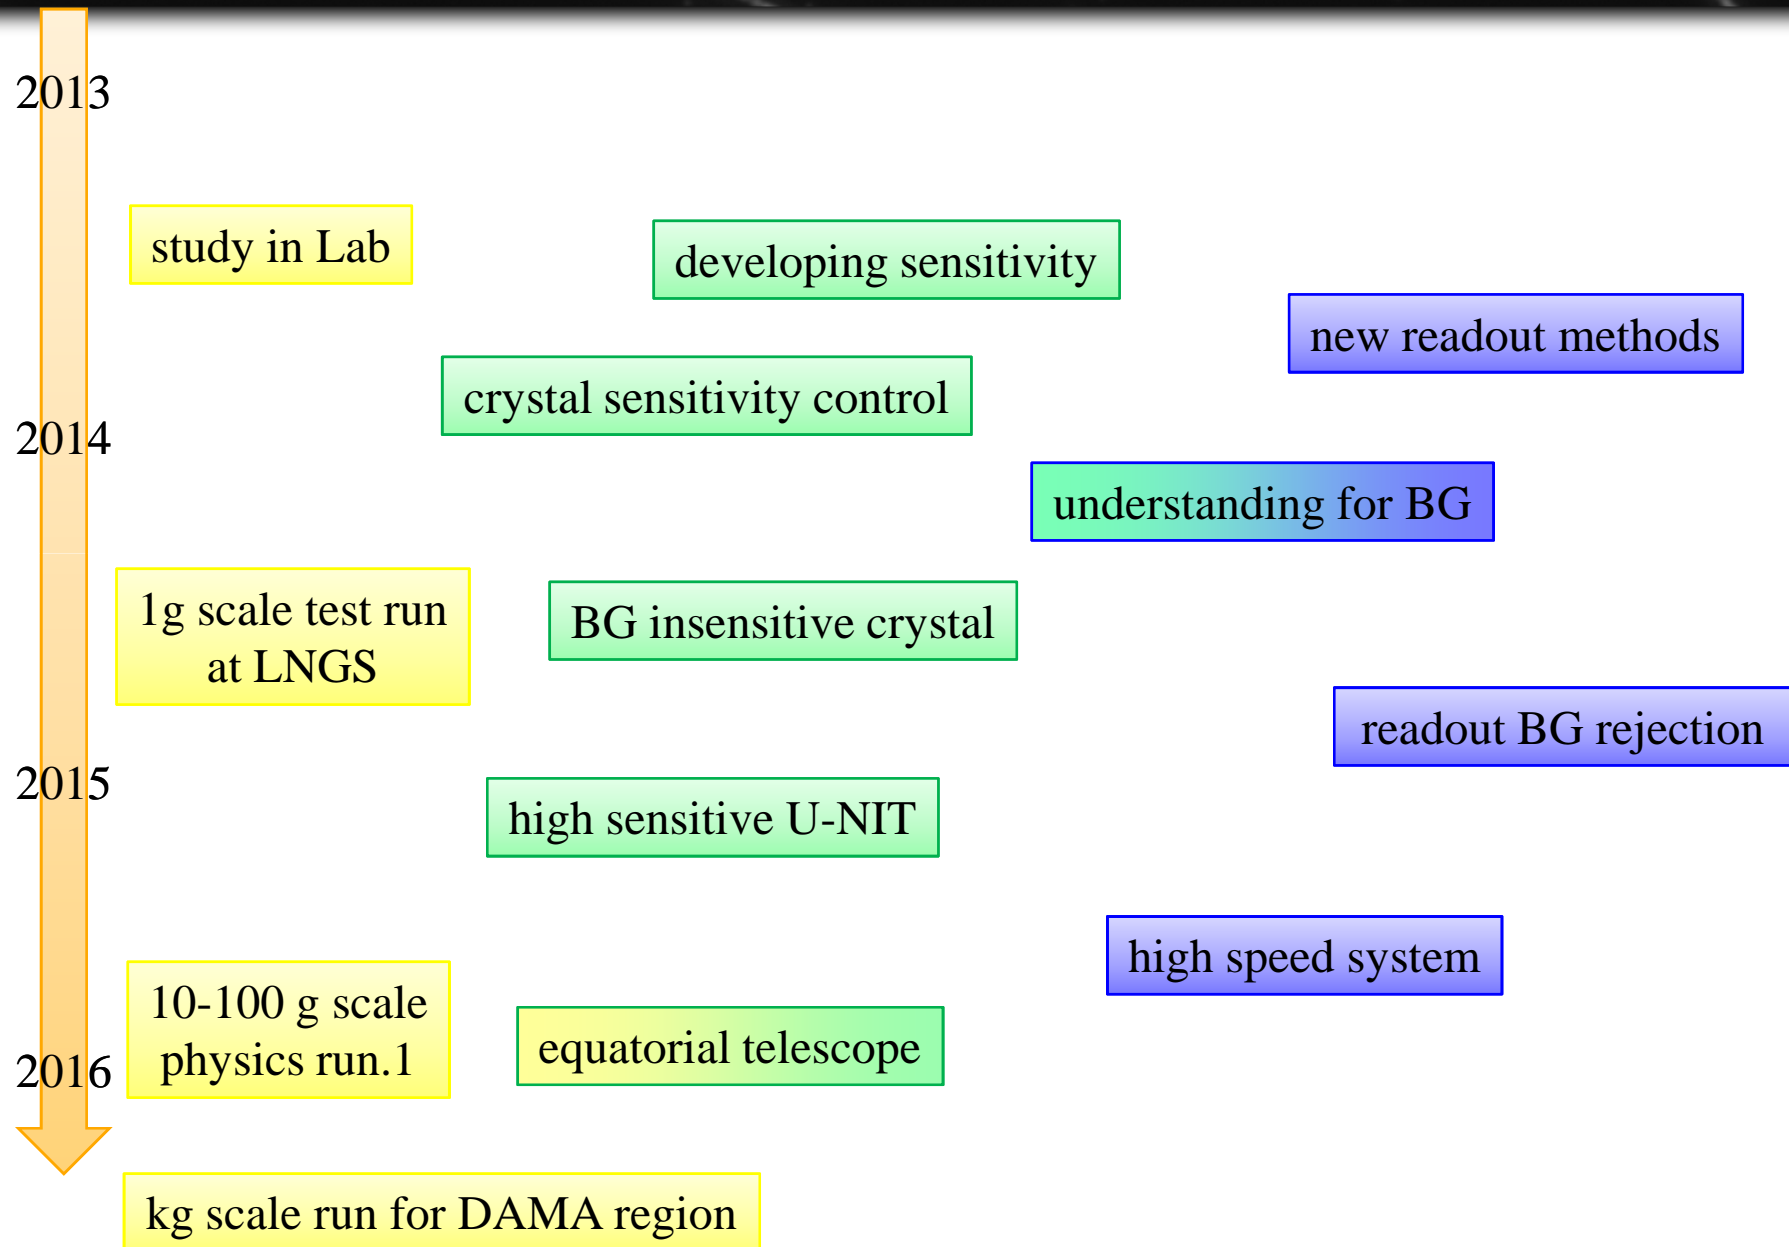 2013
study in Lab
developing sensitivity
new readout methods
crystal sensitivity control
2014
understanding for BG
1g scale test run
at LNGS
BG insensitive crystal
readout BG rejection
2015
high sensitive U-NIT
high speed system
10-100 g scale
physics run.1
equatorial telescope
2016
kg scale run for DAMA region